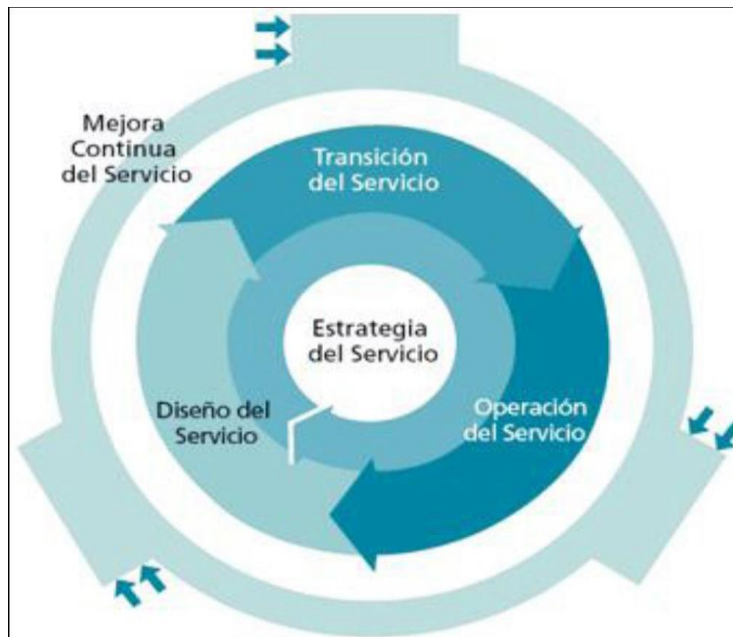 Mejora
Continua
del Servicio
Transición
del Servicio
Estrategia
del Servicio
Diseño del
Servicio
Operación
del Servicio